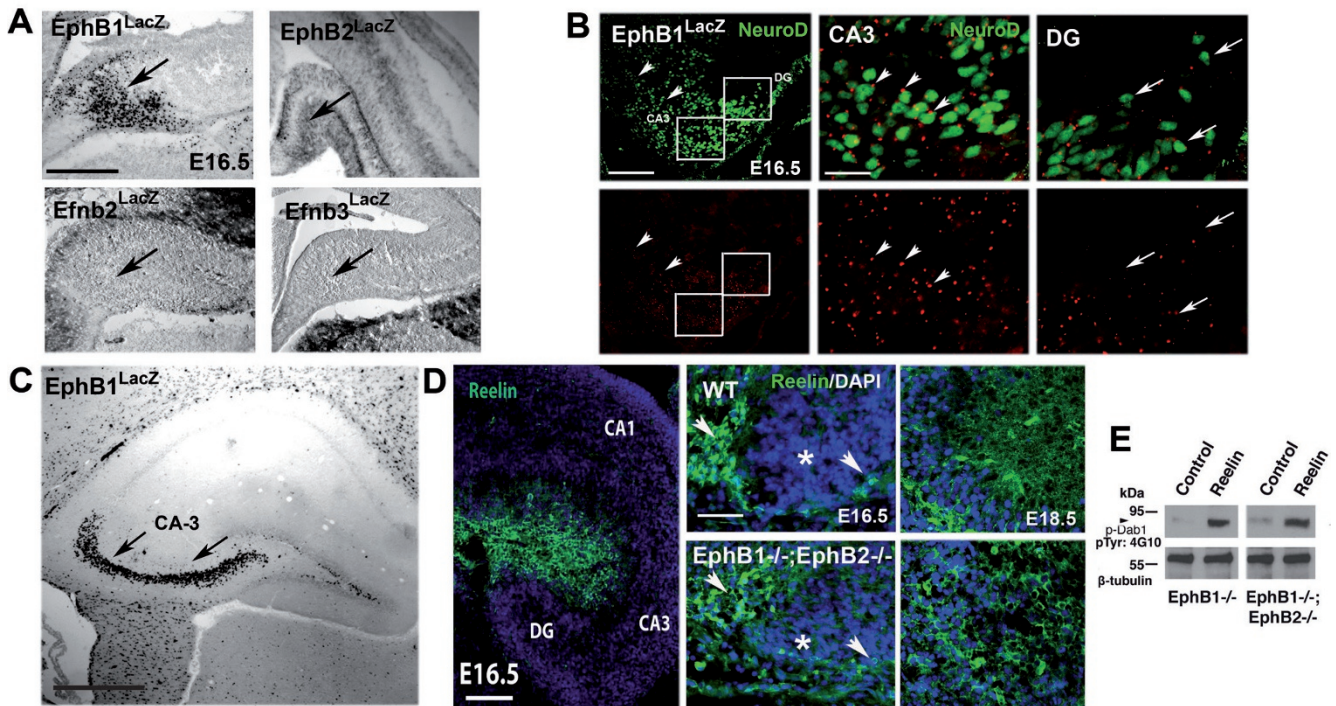 A
EphB1LacZ
E16.5
EphB2LacZ
Efnb2LacZ
Efnb3LacZ
B
EphB1LacZ NeuroD
DG
CA3
E16.5
CA3 NeuroD
DG
C
EphB1LacZ
CA-3
D
Reelin
CA1
CA3
DG
E16.5
WT
Reelin/DAPI
*
E16.5
E18.5
EphB1-/-;EphB2-/-
*
E
Control
Reelin
Control
Reelin
kDa
95
p-Dab1
pTyr: 4G10
55
β-tubulin
EphB1-/-
EphB1-/-;
EphB2-/-